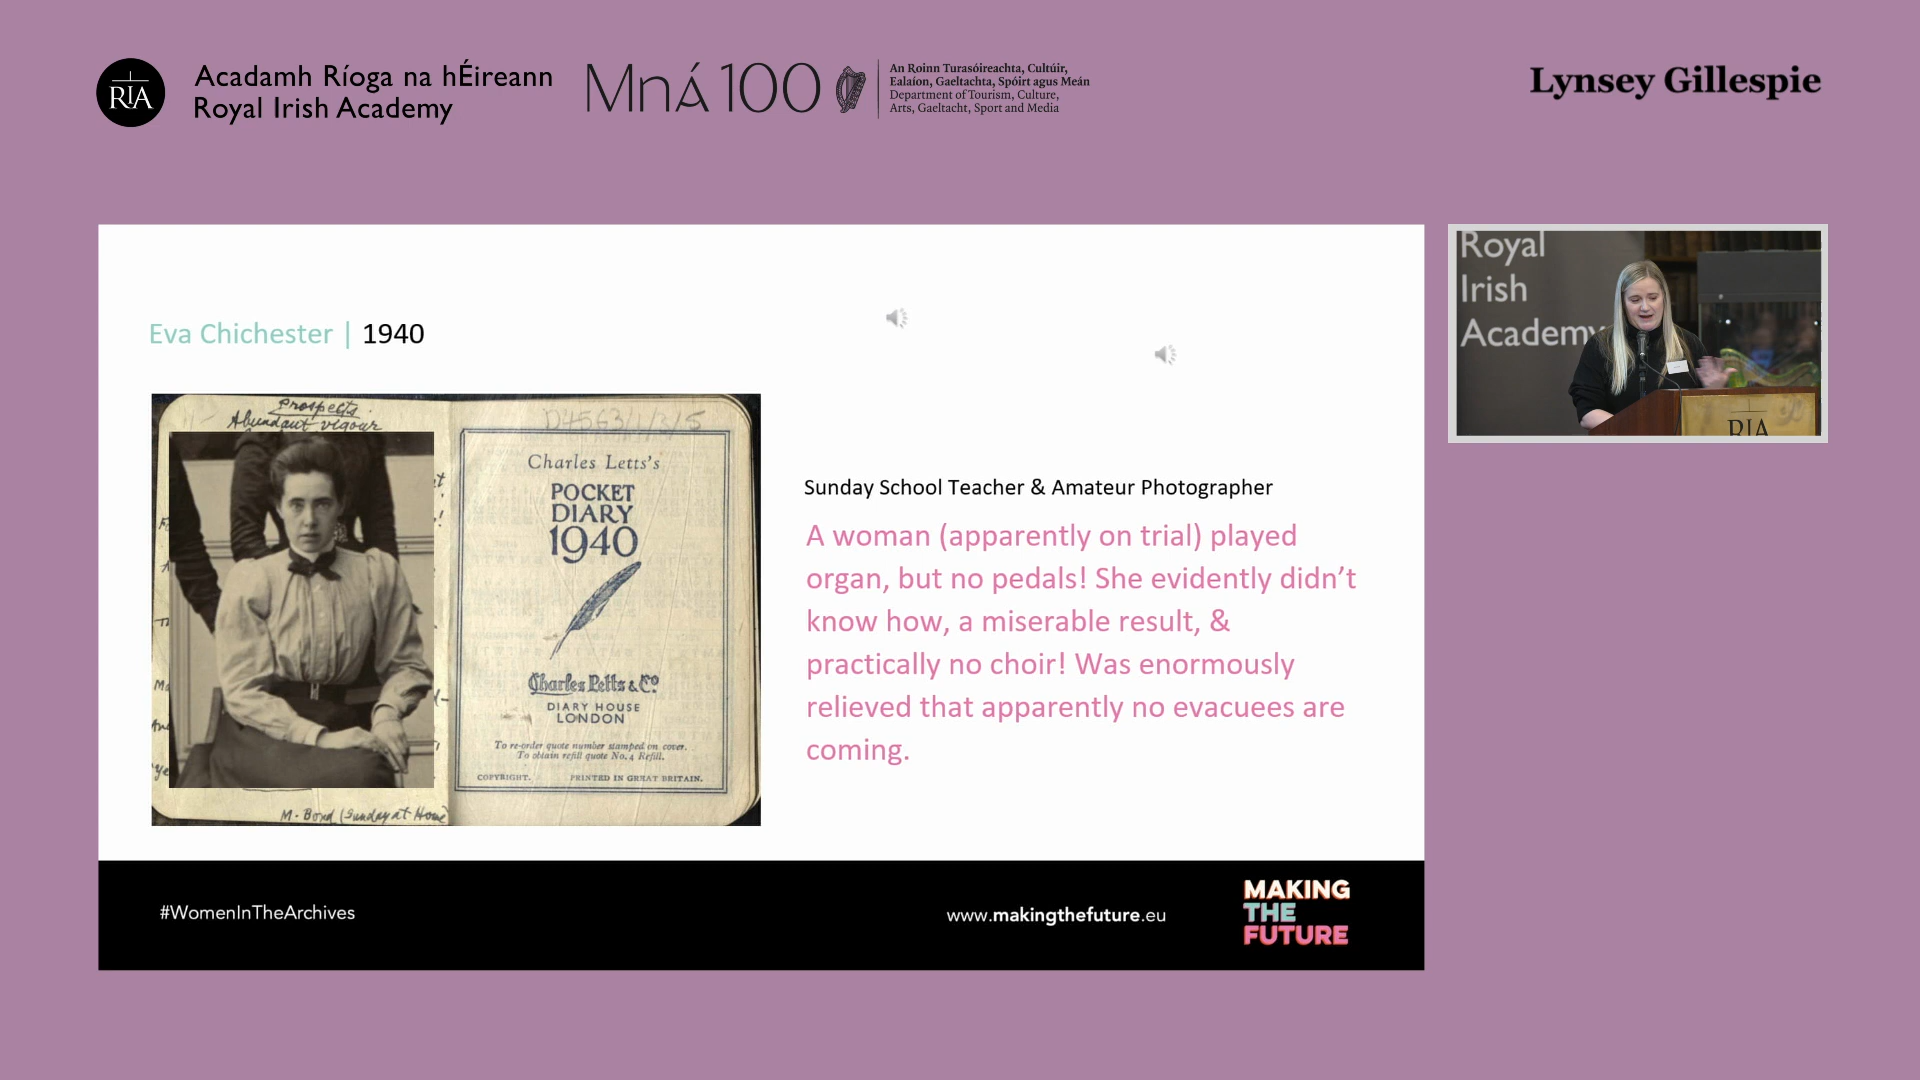 RIA
Acadamh Ríoga na hÉireann
Royal Irish Academy
Mná 100
An Roinn Turasóireachta, Cultúir,
Ealaíon, Gaeltachta, Spóirt agus Meán
Department of Tourism, Culture,
Arts, Gaeltacht, Sport and Media
Lynsey Gillespie
Royal
Irish
Academy
RIA
Eva Chichester | 1940
Prospects
Abundant vigour
D4563/1/3/5
Charles Letts's
POCKET
DIARY
1940
Charles Letts & Co
DIARY HOUSE
LONDON
To re-order quote number stamped on cover.
To obtain refill quote No. 4 Refill.
COPYRIGHT. PRINTED IN GREAT BRITAIN.
M. Bond (Sunday at Home
Sunday School Teacher & Amateur Photographer
A woman (apparently on trial) played
organ, but no pedals! She evidently didn’t
know how, a miserable result, &
practically no choir! Was enormously
relieved that apparently no evacuees are
coming.
#WomenInTheArchives
www.makingthefuture.eu
MAKING
THE
FUTURE